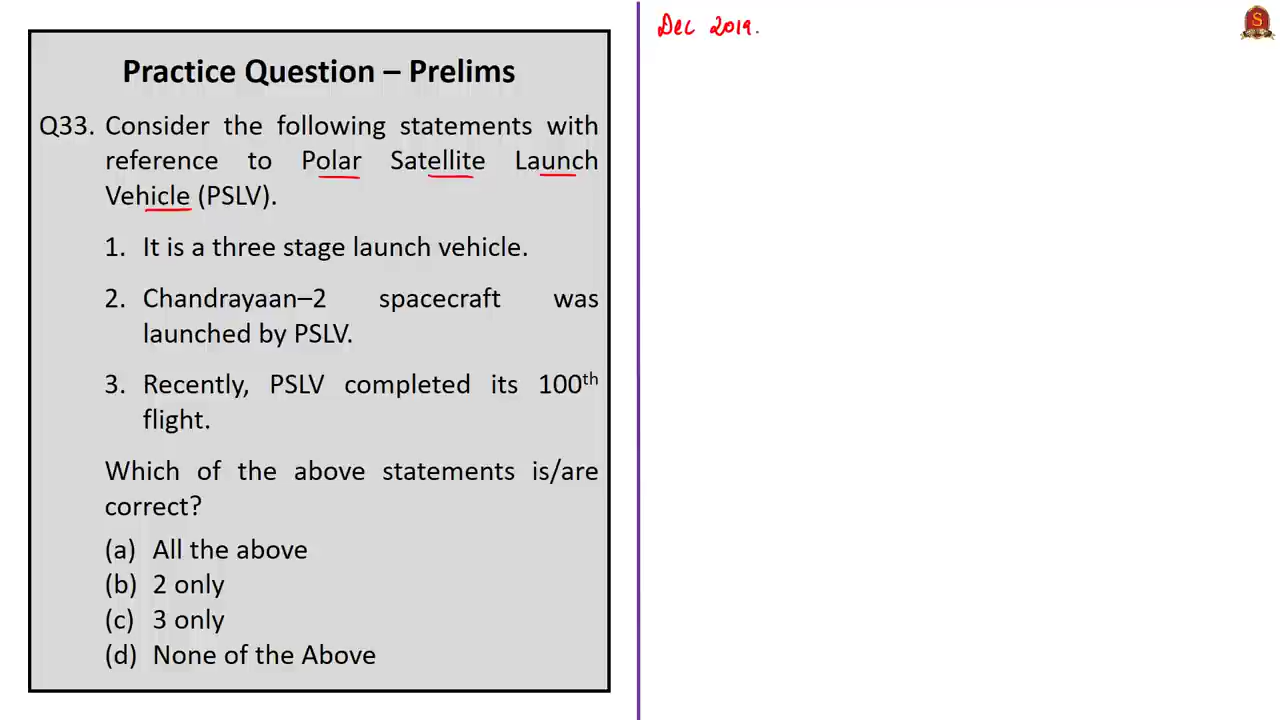 Dec 2019.
Practice Question – Prelims
Q33. Consider the following statements with
reference to Polar Satellite Launch
Vehicle (PSLV).
1. It is a three stage launch vehicle.
2. Chandrayaan–2 spacecraft was
launched by PSLV.
3. Recently, PSLV completed its 100th
flight.
Which of the above statements is/are
correct?
(a) All the above
(b) 2 only
(c) 3 only
(d) None of the Above
S